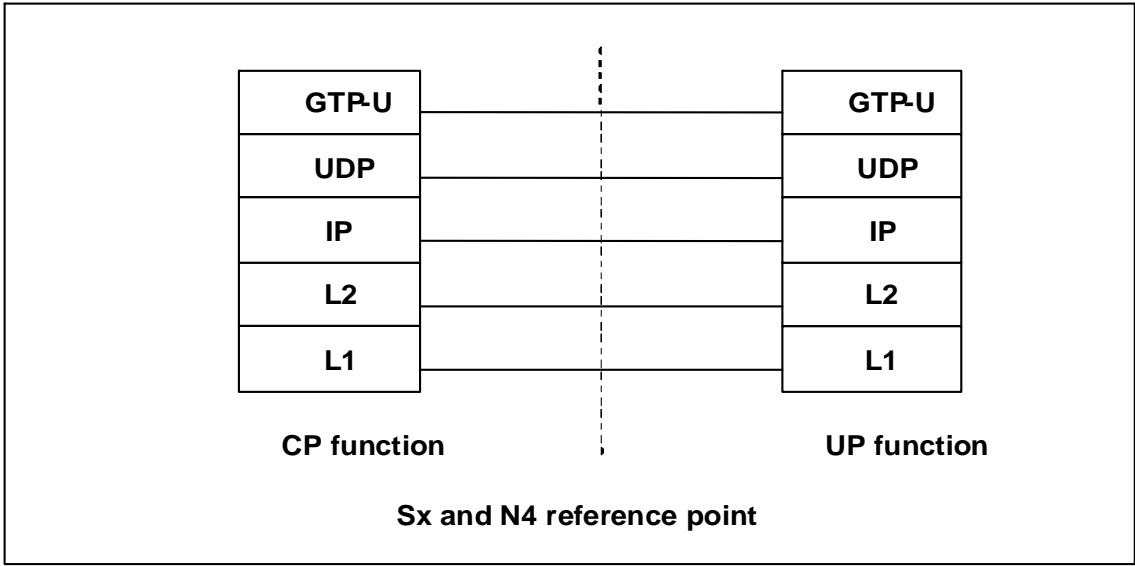 GTP-U
GTP-U
UDP
UDP
IP
IP
L2
L2
L1
L1
CP function
UP function
Sx and N4 reference point